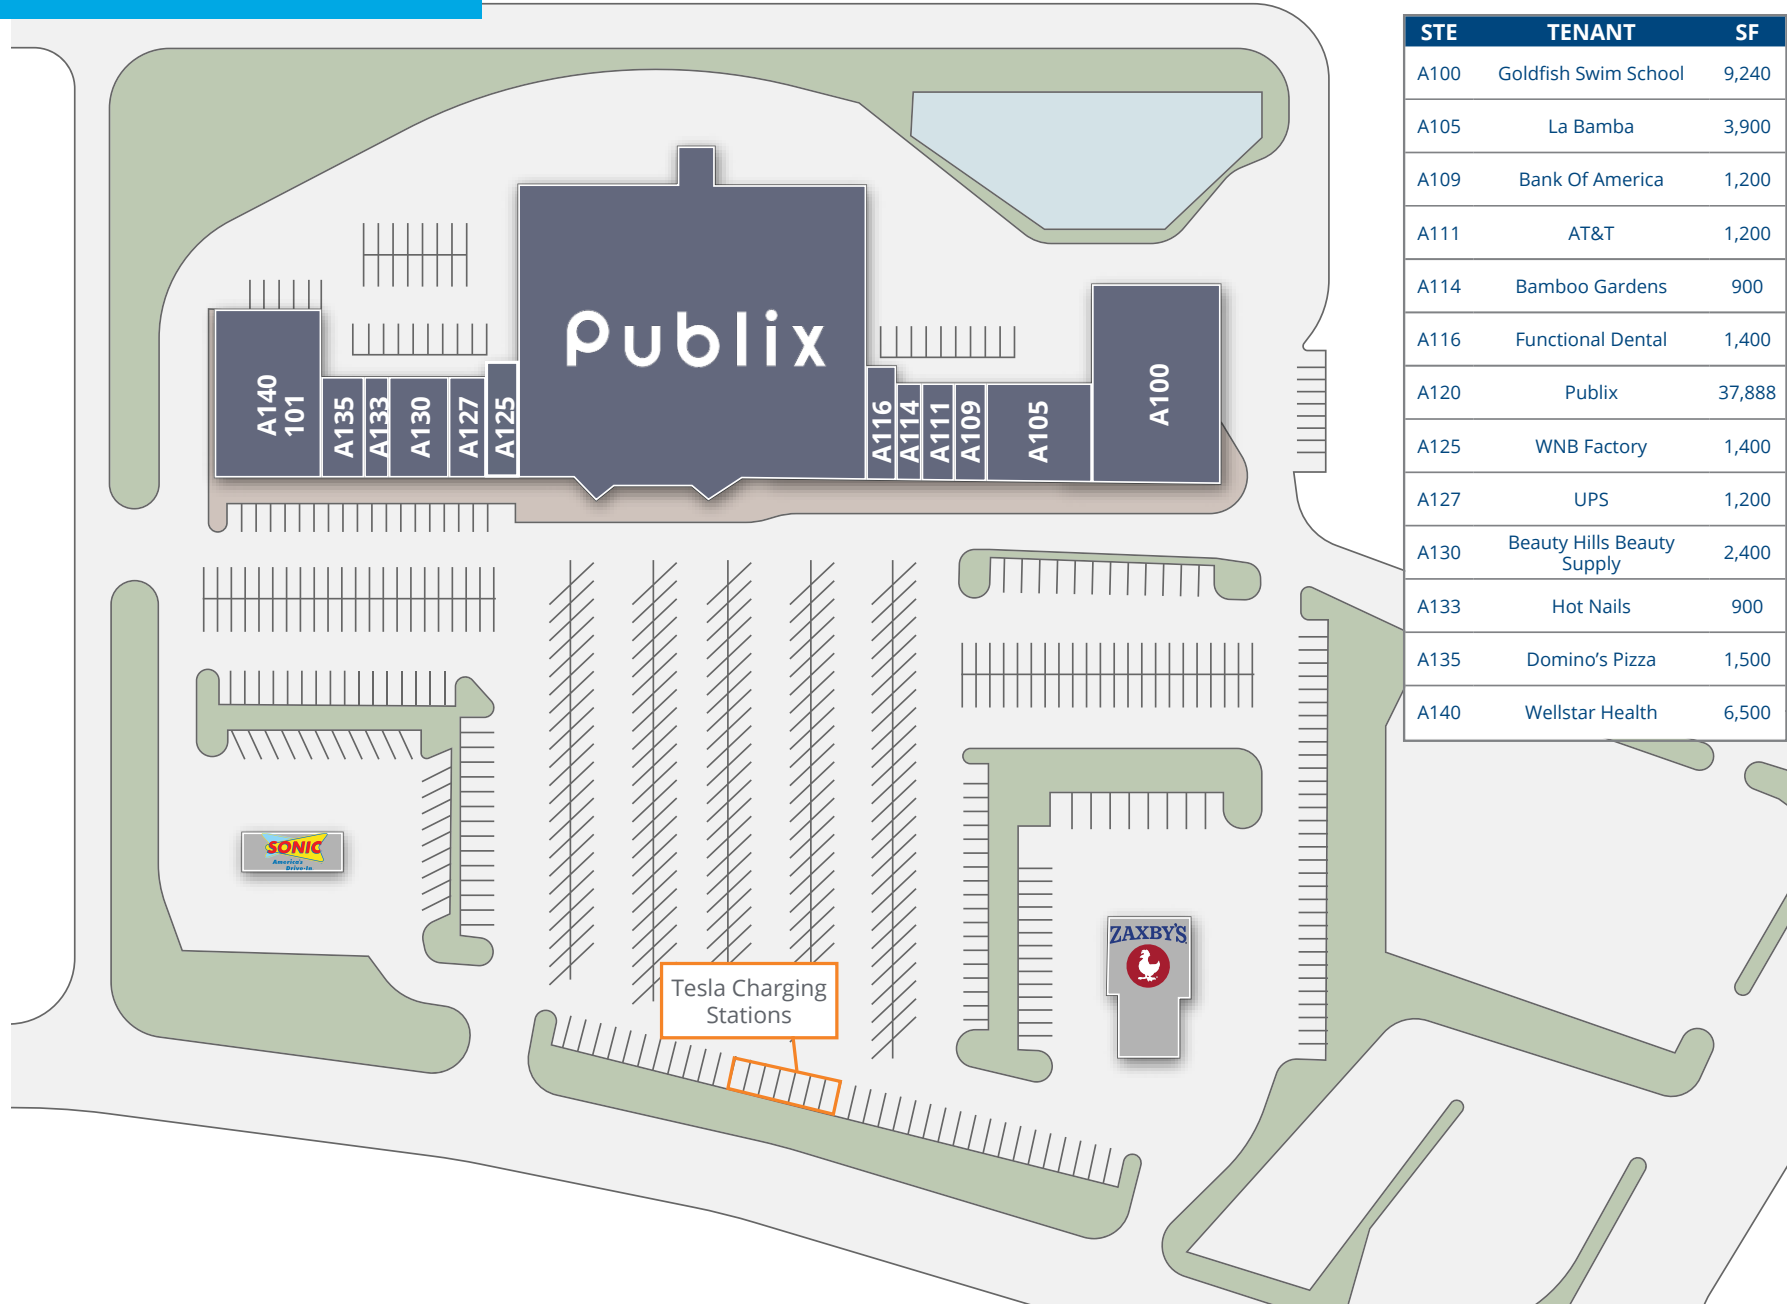 STE TENANT SF
A100 Goldfish Swim School 9,240
A105 La Bamba 3,900
A109 Bank Of America 1,200
A111 AT&T 1,200
A114 Bamboo Gardens 900
A116 Functional Dental 1,400
A120 Publix 37,888
A125 WNB Factory 1,400
A127 UPS 1,200
A130 Beauty Hills Beauty
Supply 2,400
A133 Hot Nails 900
A135 Domino's Pizza 1,500
A140 Wellstar Health 6,500
Publix
A140
101
A135
A133
A130
A127
A125
A116
A114
A111
A109
A105
A100
SONIC
America's
Drive-In
ZAXBY'S
Tesla Charging
Stations